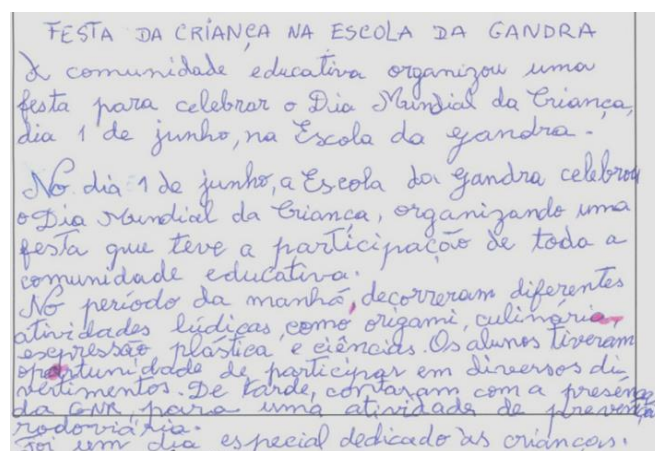 FESTA DA CRIANÇA NA ESCOLA DA GANDRA
A comunidade educativa organizou uma
festa para celebrar o Dia Mundial da Criança,
dia 1 de junho, na Escola da Gandra.
No dia 1 de junho, a Escola da Gandra celebrou
o Dia Mundial da Criança, organizando uma
festa que teve a participação de toda a
comunidade educativa.
No período da manhã, decorreram diferentes
atividades lúdicas, como origami, culinária,
expressão plástica e ciências. Os alunos tiveram
oportunidade de participar em diversos di
vertimentos. De tarde, contaram com a presença
da GNR, para uma atividade de prevenção
rodoviária.
Foi um dia especial dedicado às crianças.